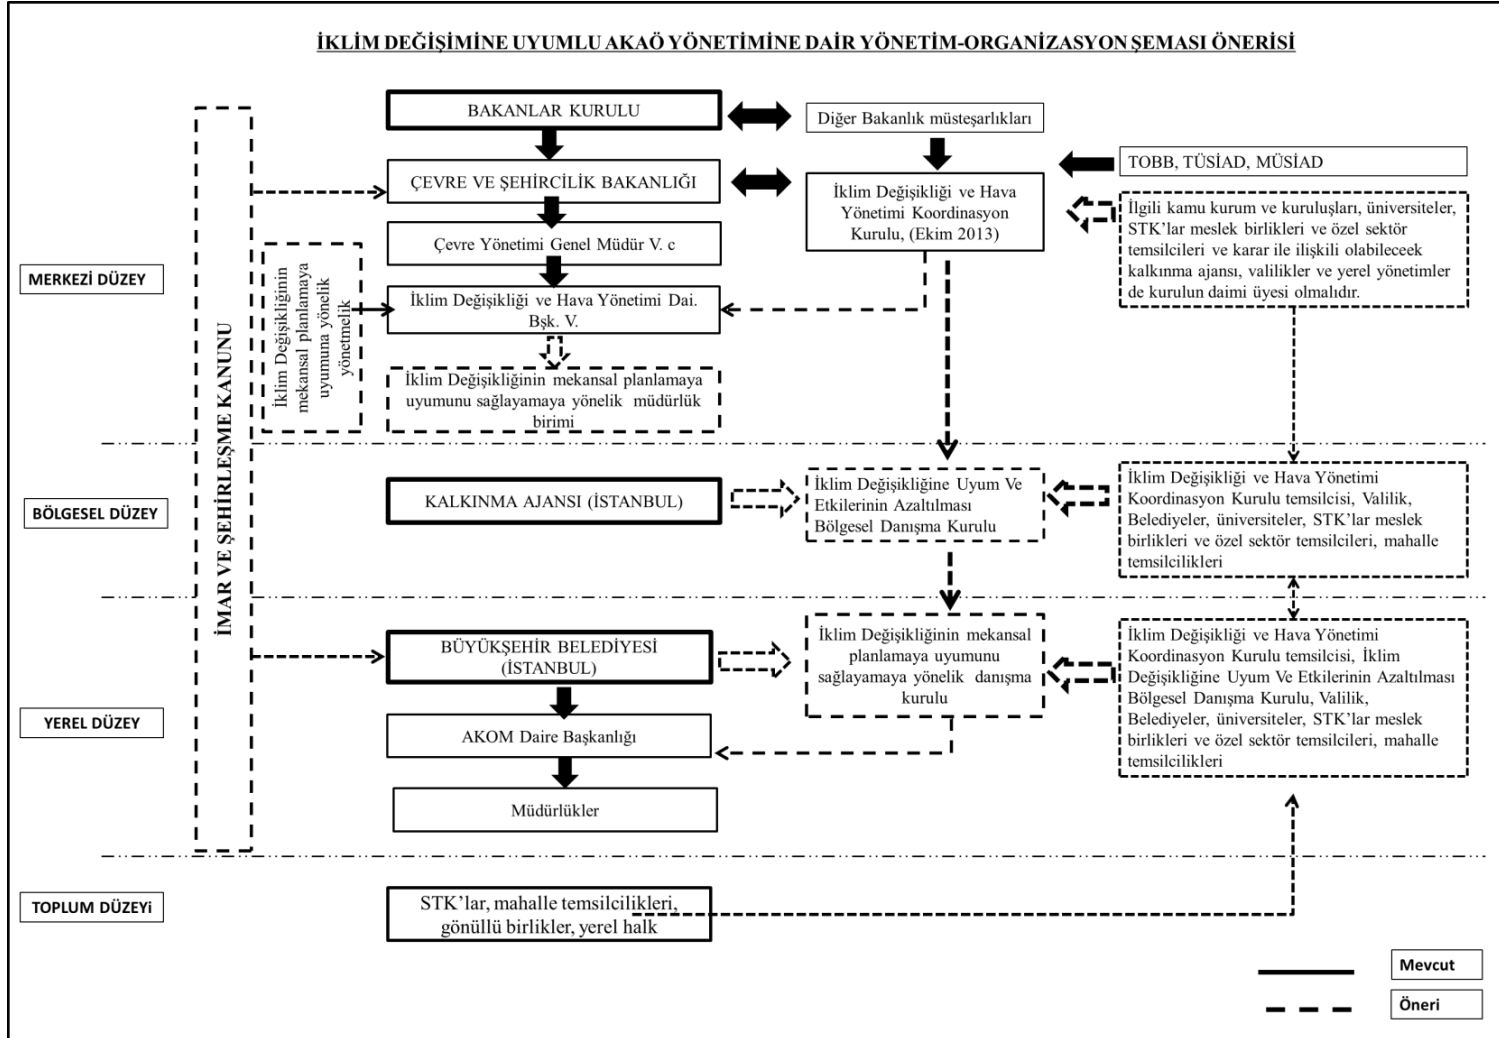 İKLİM DEĞİŞİMİNE UYUMLU AKAÖ YÖNETİMİNE DAİR YÖNETİM-ORGANİZASYON ŞEMASI ÖNERİSİ
BAKANLAR KURULU
Diğer Bakanlık müsteşarlıkları
TOBB, TÜSİAD, MÜSİAD
ÇEVRE VE ŞEHİRCİLİK BAKANLIĞI
İklim Değişikliği ve Hava
Yönetimi Koordinasyon
Kurulu, (Ekim 2013)
İlgili kamu kurum ve kuruluşları, üniversiteler,
STK’lar meslek birlikleri ve özel sektör
temsilcileri ve karar ile ilişkili olabileceek
kalkınma ajansı, valilikler ve yerel yönetimler
de kurulun daimi üyesi olmalıdır.
Çevre Yönetimi Genel Müdür V. c
MERKEZİ DÜZEY
İklim Değişikliğinin
mekansal planlamaya
uyumuna yönelik
yönetmelik
İklim Değişikliği ve Hava Yönetimi Dai.
Bşk. V.
İklim Değişikliğinin mekansal planlamaya
uyumunu sağlayamaya yönelik müdürlük
birimi
İMAR VE ŞEHİRLEŞME KANUNU
BÖLGESEL DÜZEY
KALKINMA AJANSI (İSTANBUL)
İklim Değişikliğine Uyum Ve
Etkilerinin Azaltılması
Bölgesel Danışma Kurulu
İklim Değişikliği ve Hava Yönetimi
Koordinasyon Kurulu temsilcisi, Valilik,
Belediyeler, üniversiteler, STK’lar meslek
birlikleri ve özel sektör temsilcileri, mahalle
temsilcilikleri
YEREL DÜZEY
BÜYÜKŞEHİR BELEDİYESİ
(İSTANBUL)
İklim Değişikliğinin mekansal
planlamaya uyumunu
sağlayamaya yönelik danışma
kurulu
İklim Değişikliği ve Hava Yönetimi
Koordinasyon Kurulu temsilcisi, İklim
Değişikliğine Uyum Ve Etkilerinin Azaltılması
Bölgesel Danışma Kurulu, Valilik,
Belediyeler, üniversiteler, STK’lar meslek
birlikleri ve özel sektör temsilcileri, mahalle
temsilcilikleri
AKOM Daire Başkanlığı
Müdürlükler
TOPLUM DÜZEYi
STK’lar, mahalle temsilcilikleri,
gönüllü birlikler, yerel halk
Mevcut
Öneri